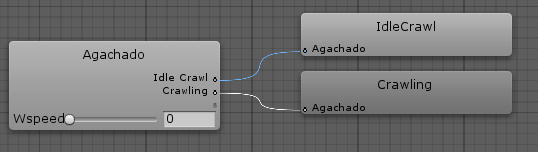 Agachado
Idle Crawl
Crawling
s
Wspeed
0
IdleCrawl
Agachado
Crawling
Agachado